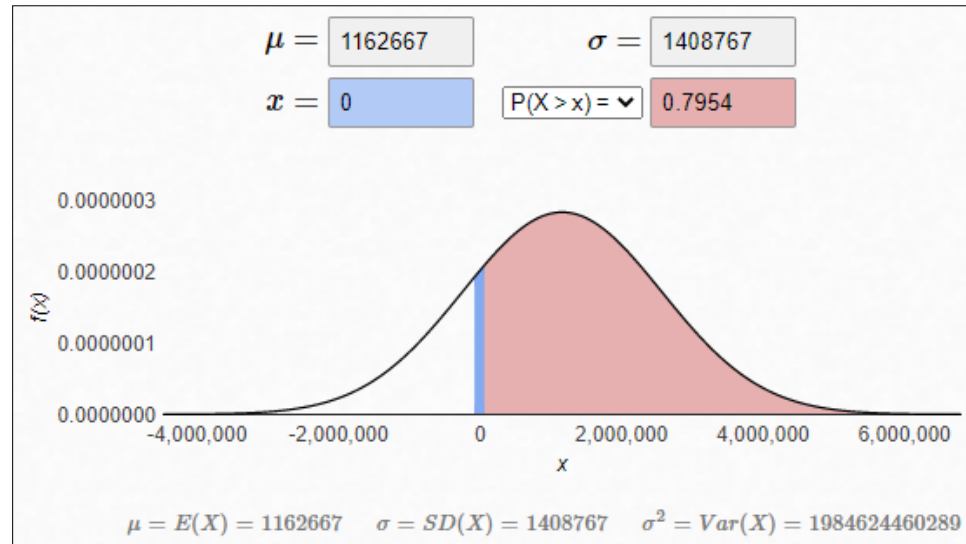 μ = 1162667 σ = 1408767
x = 0 P(X > x) = 0.7954
0.0000003
0.0000002
0.0000001
0.0000000
f(x)
-4,000,000 -2,000,000 0 2,000,000 4,000,000 6,000,000
x
μ = E(X) = 1162667 σ = SD(X) = 1408767 σ² = Var(X) = 1984624460289